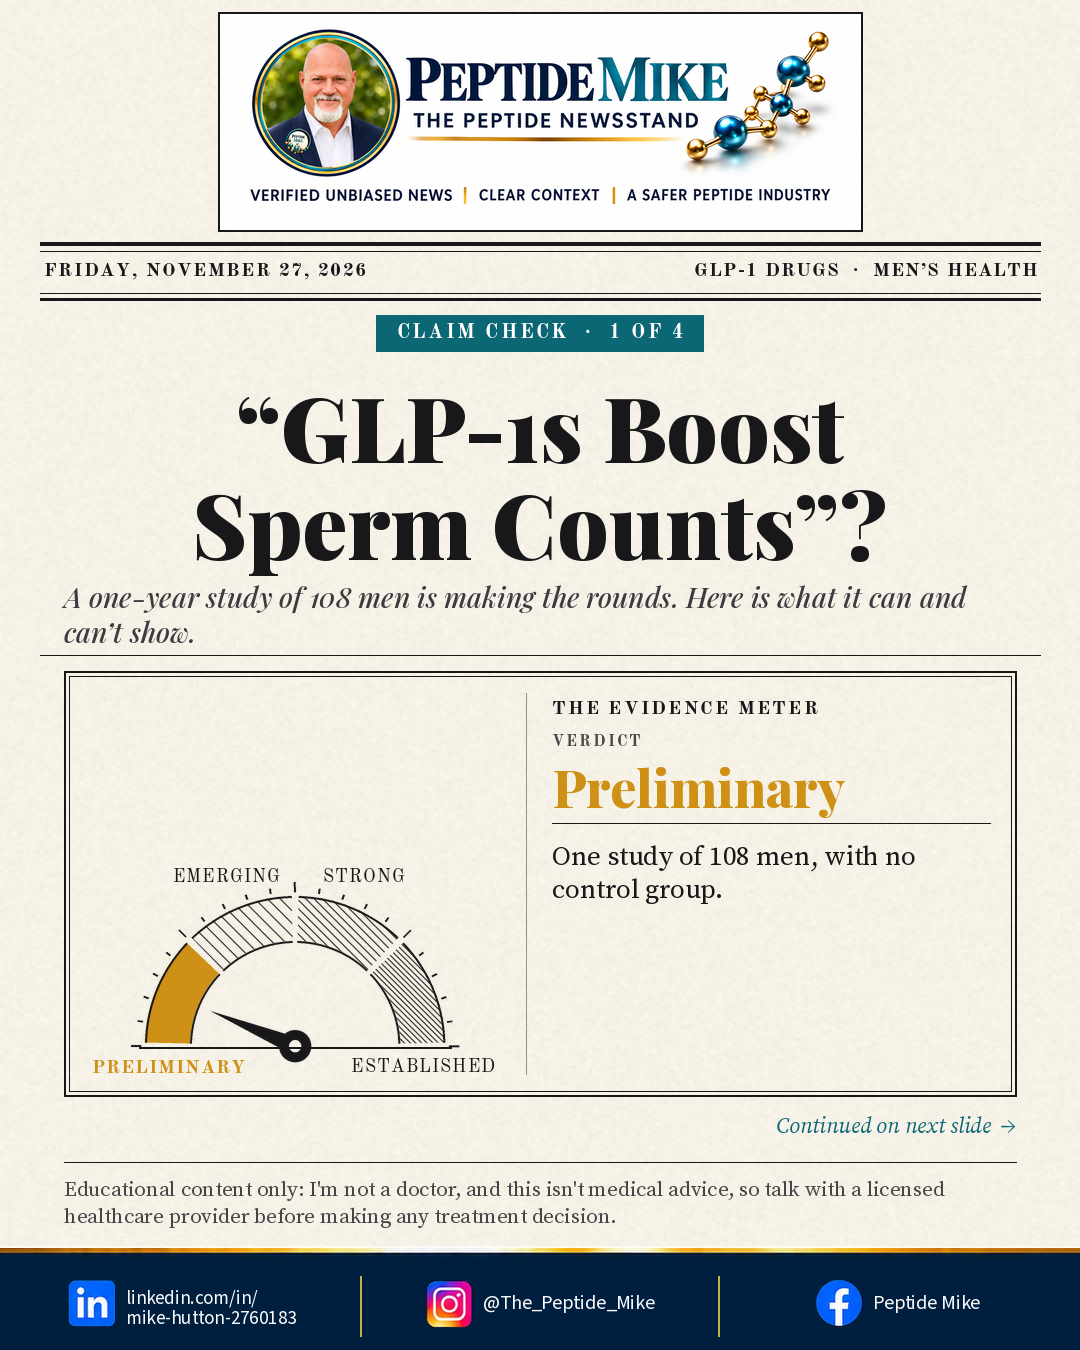 PEPTIDE MIKE
THE PEPTIDE NEWSSTAND
VERIFIED UNBIASED NEWS | CLEAR CONTEXT | A SAFER PEPTIDE INDUSTRY
FRIDAY, NOVEMBER 27, 2026
GLP-1 DRUGS · MEN’S HEALTH
CLAIM CHECK · 1 OF 4
“GLP-1s Boost
Sperm Counts”?
A one-year study of 108 men is making the rounds. Here is what it can and
can’t show.
EMERGING
STRONG
PRELIMINARY
ESTABLISHED
THE EVIDENCE METER
VERDICT
Preliminary
One study of 108 men, with no
control group.
Continued on next slide →
Educational content only: I'm not a doctor, and this isn't medical advice, so talk with a licensed
healthcare provider before making any treatment decision.
in
linkedin.com/in/
mike-hutton-2760183
@The_Peptide_Mike
Peptide Mike